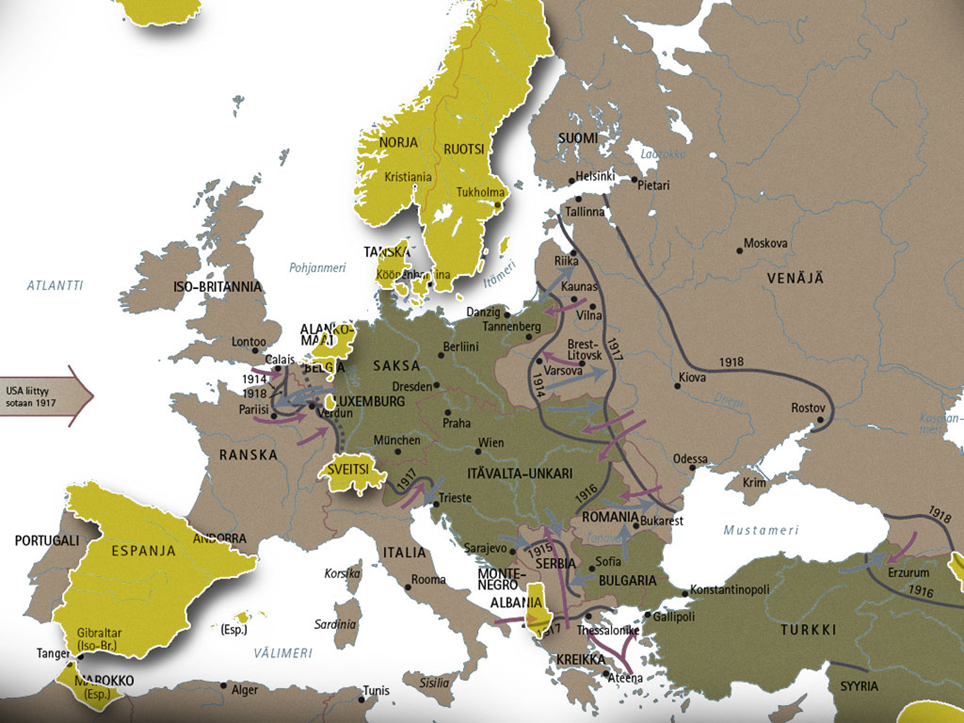 NORJA
RUOTSI
SUOMI
Laatokka
Kristiania
Tukholma
Helsinki
Pietari
Tallinna
Moskova
VENÄJÄ
Pohjanmeri
TANSKA
Kööpenhamina
Itämeri
Riika
ATLANTTI
ISO-BRITANNIA
Kaunas
Vilna
Danzig
Tannenberg
ALANKO-
MAAT
Lontoo
Calais
BELGIA
SAKSA
Berliini
Brest-
Litovsk
Varsova
1917
1918
USA liittyy
sotaan 1917
1914
1918
Pariisi
LUXEMBURG
Verdun
Dresden
1914
Kiova
Dnepr
Rostov
Kaspian-
meri
Praha
RANSKA
München
Wien
SVEITSI
ITÄVALTA-UNKARI
Odessa
1917
Trieste
1916
Krim
ROMANIA
Bukarest
Mustameri
1918
PORTUGALI
ESPANJA
ANDORRA
ITALIA
Sarajevo
1915
SERBIA
Tonava
Sofia
BULGARIA
Korsika
Rooma
MONTE-
NEGRO
ALBANIA
Konstantinopoli
Erzurum
1916
Sardinia
(Esp.)
1917
Thessalonike
Gallipoli
TURKKI
Gibraltar
(Iso-Br.)
VÄLIMERI
Tanger
MAROKKO
(Esp.)
Alger
Tunis
Sisilia
KREIKKA
Ateena
SYYRIA